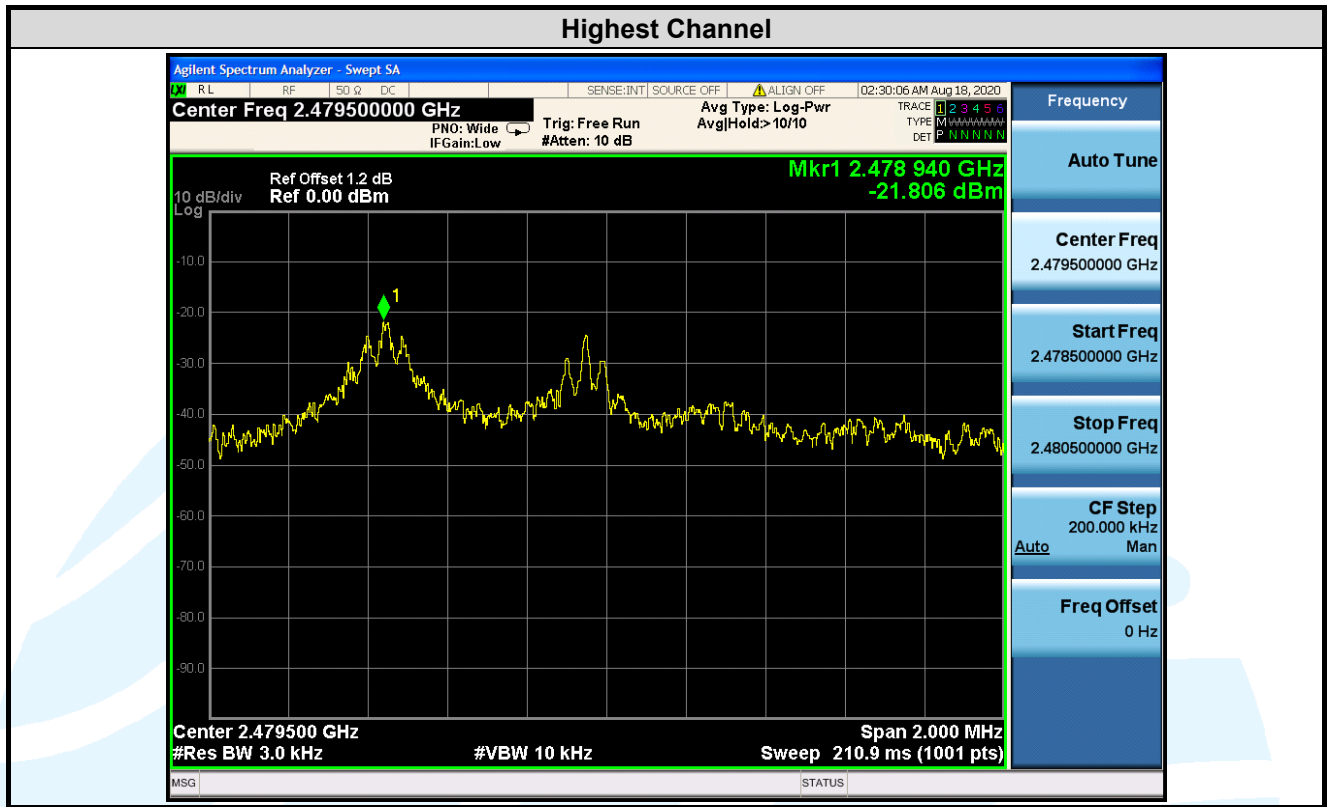 Highest Channel
Agilent Spectrum Analyzer - Swept SA
LXI RL RF 50 Ω DC SENSE:INT SOURCE OFF ALIGN OFF 02:30:06 AM Aug 18, 2020
Center Freq 2.479500000 GHz
PNO: Wide
IFGain:Low
Trig: Free Run
#Atten: 10 dB
Avg Type: Log-Pwr
Avg|Hold:>10/10
TRACE 1 2 3 4 5 6
TYPE M
DET P N N N N N
Mkr1 2.478 940 GHz
-21.806 dBm
Ref Offset 1.2 dB
10 dB/div Ref 0.00 dBm
Log
1
-10.0
-20.0
-30.0
-40.0
-50.0
-60.0
-70.0
-80.0
-90.0
Center 2.479500 GHz Span 2.000 MHz
#Res BW 3.0 kHz #VBW 10 kHz Sweep 210.9 ms (1001 pts)
MSG STATUS
Frequency
Auto Tune
Center Freq
2.479500000 GHz
Start Freq
2.478500000 GHz
Stop Freq
2.480500000 GHz
CF Step
200.000 kHz
Auto Man
Freq Offset
0 Hz